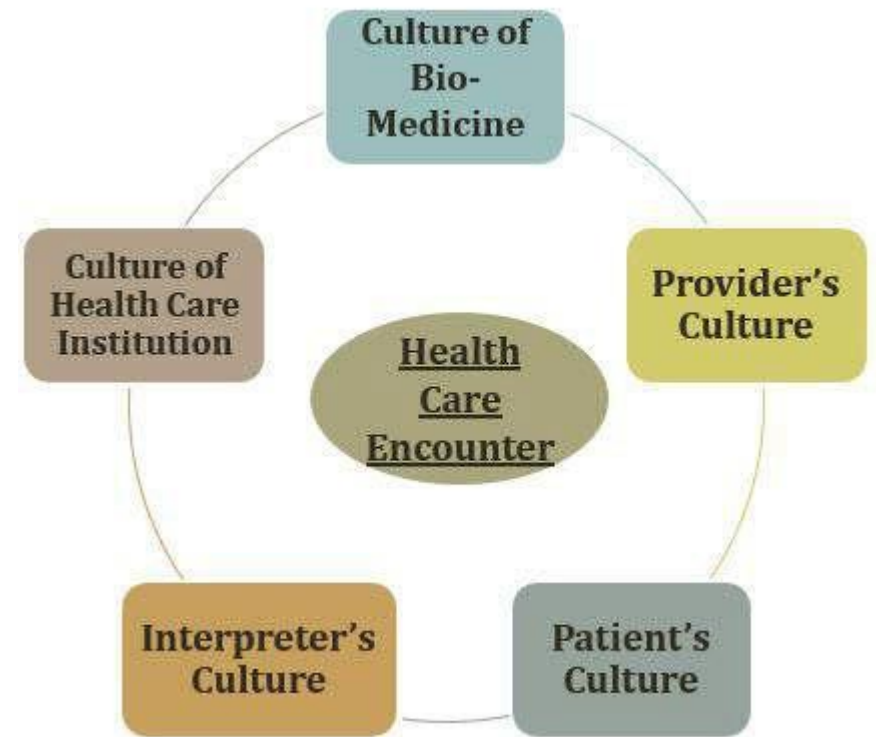 Culture of
Bio-
Medicine
Provider’s
Culture
Patient’s
Culture
Interpreter’s
Culture
Culture of
Health Care
Institution
Health
Care
Encounter